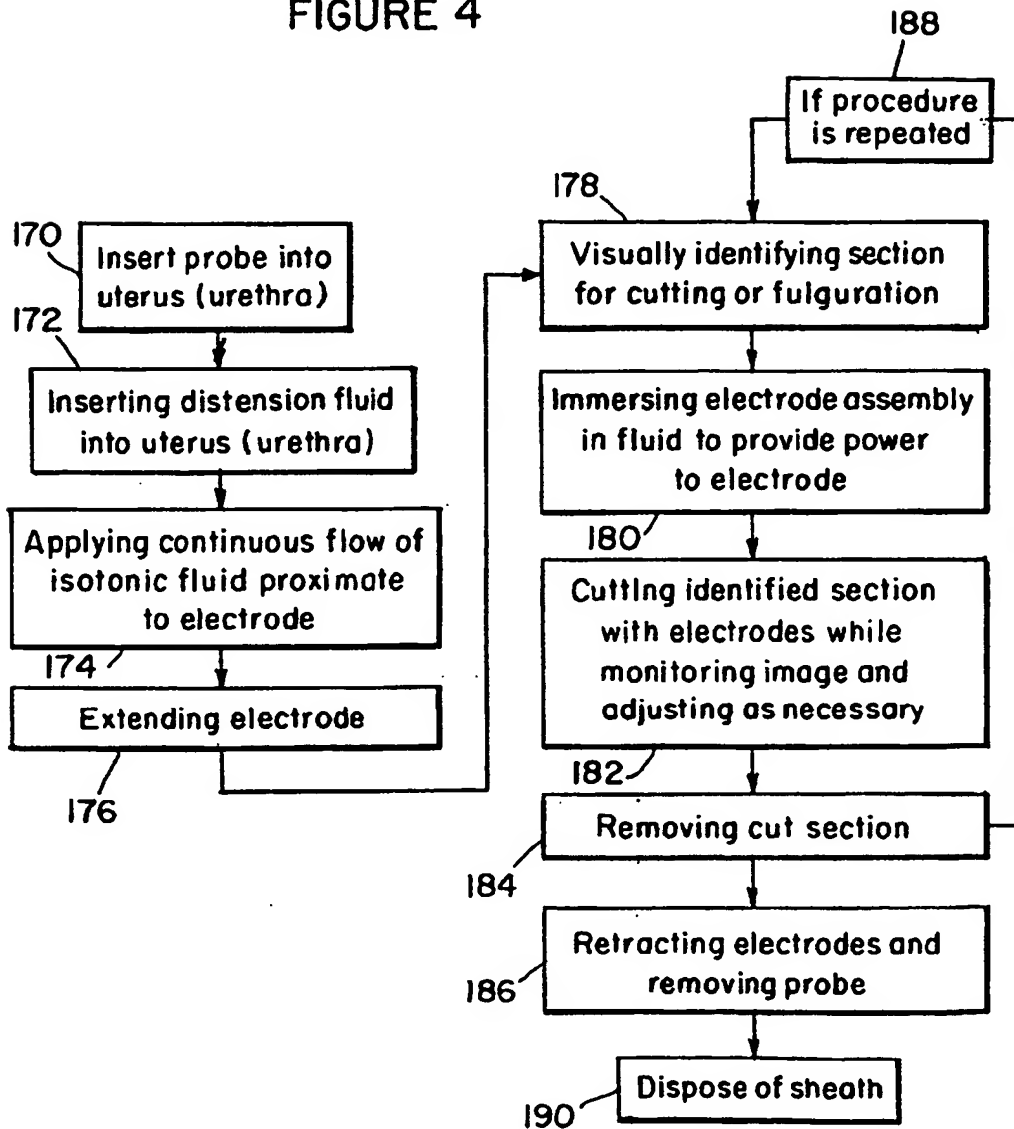 FIGURE 4
170
Insert probe into
uterus (urethra)
172
Inserting distension fluid
into uterus (urethra)
Applying continuous flow of
isotonic fluid proximate
to electrode
174
Extending electrode
176
188
If procedure
is repeated
178
Visually identifying section
for cutting or fulguration
Immersing electrode assembly
in fluid to provide power
to electrode
180
Cutting identified section
with electrodes while
monitoring image and
adjusting as necessary
182
Removing cut section
184
Retracting electrodes and
removing probe
186
Dispose of sheath
190